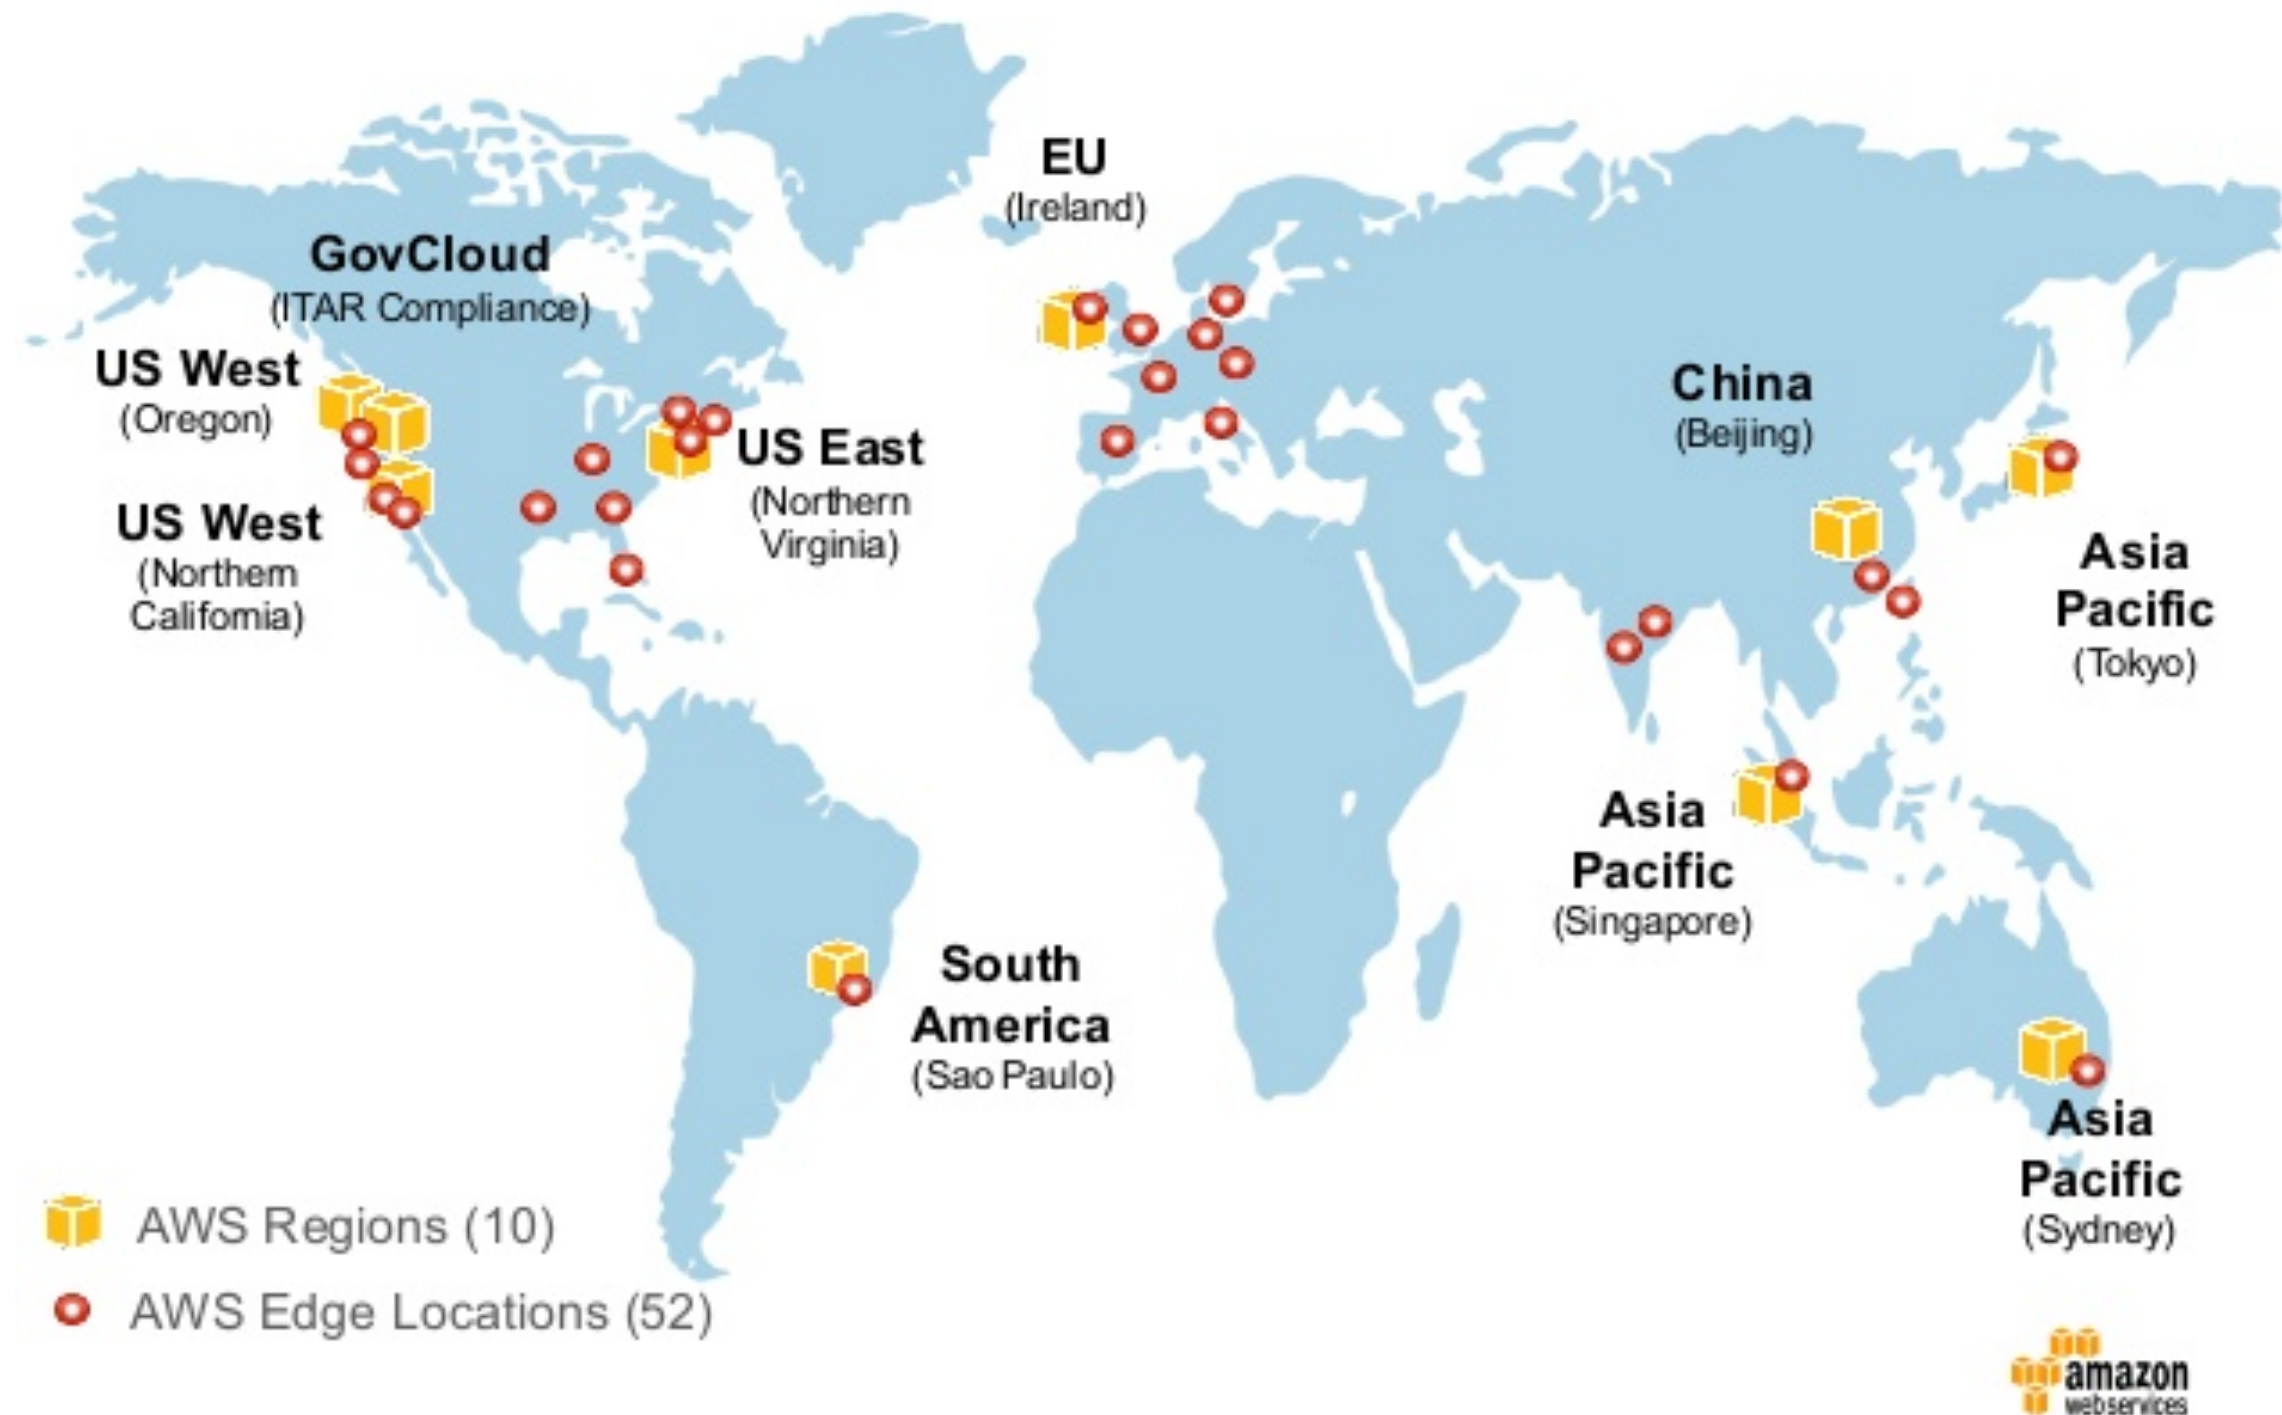 EU
(Ireland)
GovCloud
(ITAR Compliance)
US West
(Oregon)
US East
(Northern
Virginia)
US West
(Northern
California)
China
(Beijing)
Asia
Pacific
(Tokyo)
Asia
Pacific
(Singapore)
South
America
(Sao Paulo)
Asia
Pacific
(Sydney)
AWS Regions (10)
AWS Edge Locations (52)
amazon
webservices